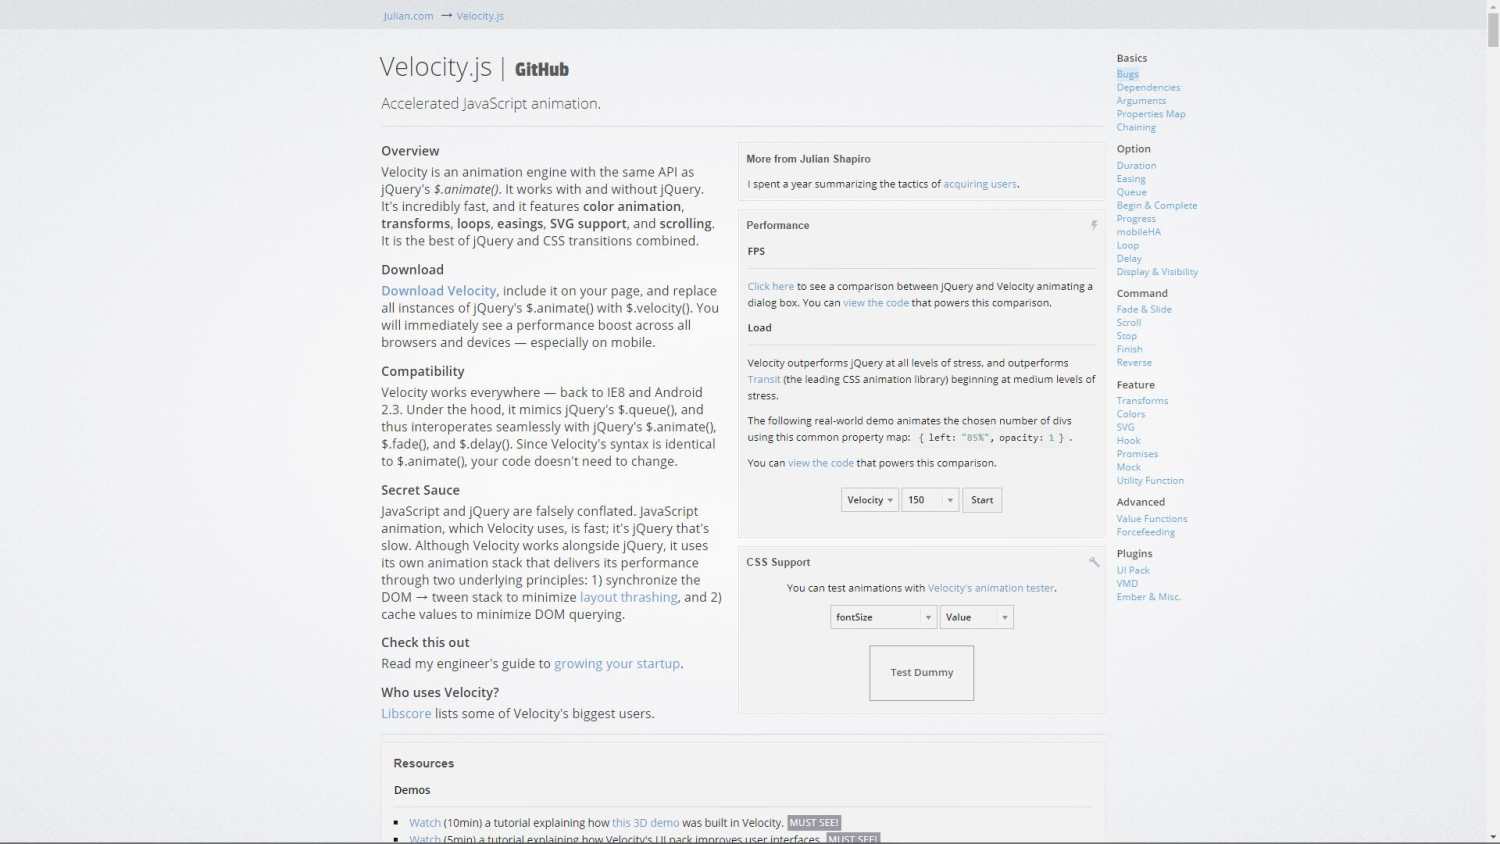 Julian.com → Velocity.js
Velocity.js | GitHub
Accelerated JavaScript animation.
Overview
Velocity is an animation engine with the same API as
jQuery's $.animate(). It works with and without jQuery.
It's incredibly fast, and it features color animation,
transforms, loops, easings, SVG support, and scrolling.
It is the best of jQuery and CSS transitions combined.
Download
Download Velocity, include it on your page, and replace
all instances of jQuery's $.animate() with $.velocity(). You
will immediately see a performance boost across all
browsers and devices — especially on mobile.
Compatibility
Velocity works everywhere — back to IE8 and Android
2.3. Under the hood, it mimics jQuery's $.queue(), and
thus interoperates seamlessly with jQuery's $.animate(),
$.fade(), and $.delay(). Since Velocity's syntax is identical
to $.animate(), your code doesn't need to change.
Secret Sauce
JavaScript and jQuery are falsely conflated. JavaScript
animation, which Velocity uses, is fast; it's jQuery that's
slow. Although Velocity works alongside jQuery, it uses
its own animation stack that delivers its performance
through two underlying principles: 1) synchronize the
DOM → tween stack to minimize layout thrashing, and 2)
cache values to minimize DOM querying.
Check this out
Read my engineer's guide to growing your startup.
Who uses Velocity?
Libscore lists some of Velocity's biggest users.
More from Julian Shapiro
I spent a year summarizing the tactics of acquiring users.
Performance
FPS
Click here to see a comparison between jQuery and Velocity animating a
dialog box. You can view the code that powers this comparison.
Load
Velocity outperforms jQuery at all levels of stress, and outperforms
Transit (the leading CSS animation library) beginning at medium levels of
stress.
The following real-world demo animates the chosen number of divs
using this common property map: { left: "85%", opacity: 1 } .
You can view the code that powers this comparison.
Velocity 150 Start
CSS Support
You can test animations with Velocity's animation tester.
fontSize Value
Test Dummy
Resources
Demos
Watch (10min) a tutorial explaining how this 3D demo was built in Velocity. MUST SEE!
Watch (5min) a tutorial explaining how Velocity's UI pack improves user interfaces. MUST SEE!
Basics
Bugs
Dependencies
Arguments
Properties Map
Chaining
Option
Duration
Easing
Queue
Begin & Complete
Progress
mobileHA
Loop
Delay
Display & Visibility
Command
Fade & Slide
Scroll
Stop
Finish
Reverse
Feature
Transforms
Colors
SVG
Hook
Promises
Mock
Utility Function
Advanced
Value Functions
Forcefeeding
Plugins
UI Pack
VMD
Ember & Misc.